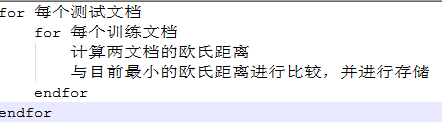 for 每个测试文档
for 每个训练文档
计算两文档的欧氏距离
与目前最小的欧氏距离进行比较，并进行存储
endfor
endfor